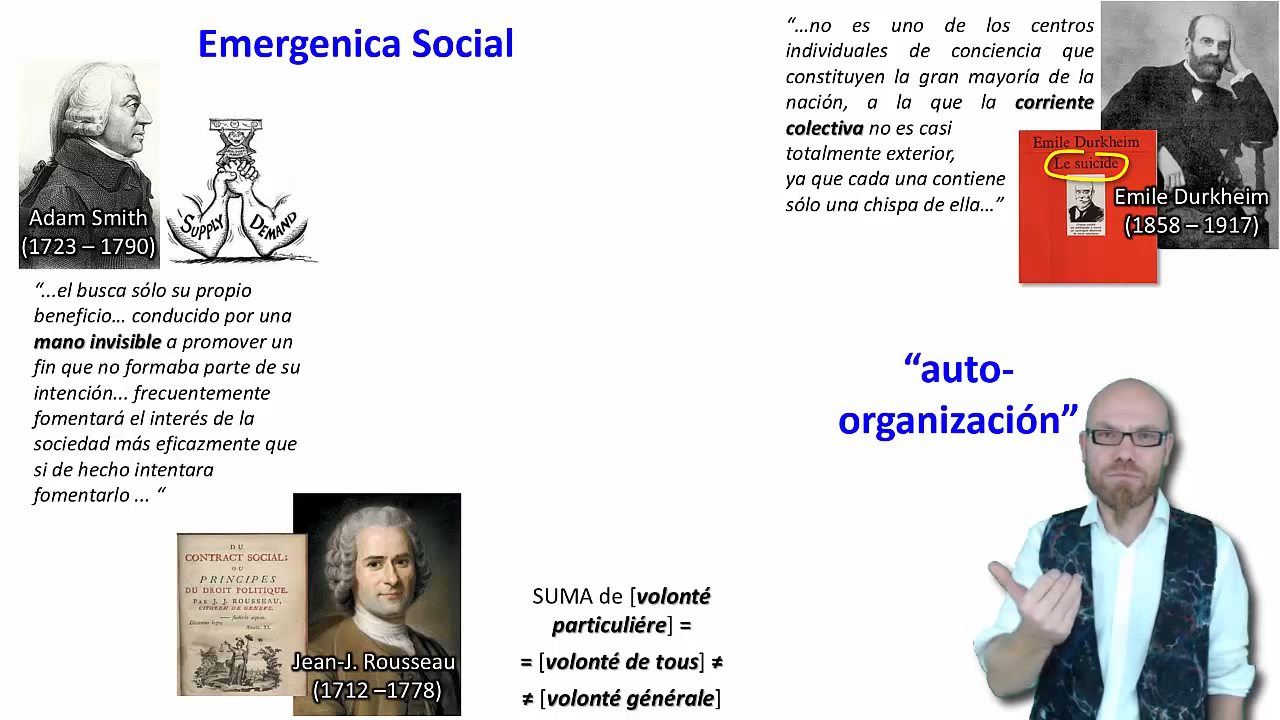 Emergenica Social
Adam Smith
(1723 – 1790)
SUPPLY
DEMAND
“...el busca sólo su propio
beneficio... conducido por una
mano invisible a promover un
fin que no formaba parte de su
intención... frecuentemente
fomentará el interés de la
sociedad más eficazmente que
si de hecho intentara
fomentarlo ... “
“...no es uno de los centros
individuales de conciencia que
constituyen la gran mayoría de la
nación, a la que la corriente
colectiva no es casi
totalmente exterior,
ya que cada una contiene
sólo una chispa de ella...”
Emile Durkheim
Le suicide
Emile Durkheim
(1858 – 1917)
“auto-
organización”
DU
CONTRACT SOCIAL:
OU
PRINCIPES
DU DROIT POLITIQUE.
PAR J. J. ROUSSEAU,
CITOYEN DE GENEVE.
Jean-J. Rousseau
(1712 –1778)
SUMA de [volonté
particuliére] =
= [volonté de tous] ≠
≠ [volonté générale]